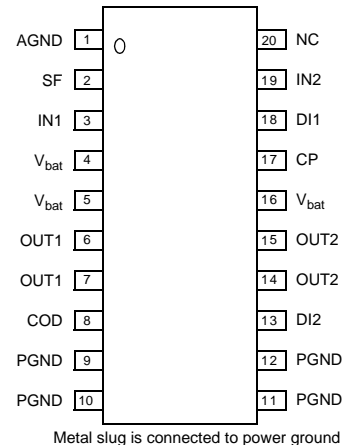 AGND 1 20 NC
SF 2 19 IN2
IN1 3 18 DI1
Vbat 4 17 CP
Vbat 5 16 Vbat
OUT1 6 15 OUT2
OUT1 7 14 OUT2
COD 8 13 DI2
PGND 9 12 PGND
PGND 10 11 PGND
Metal slug is connected to power ground